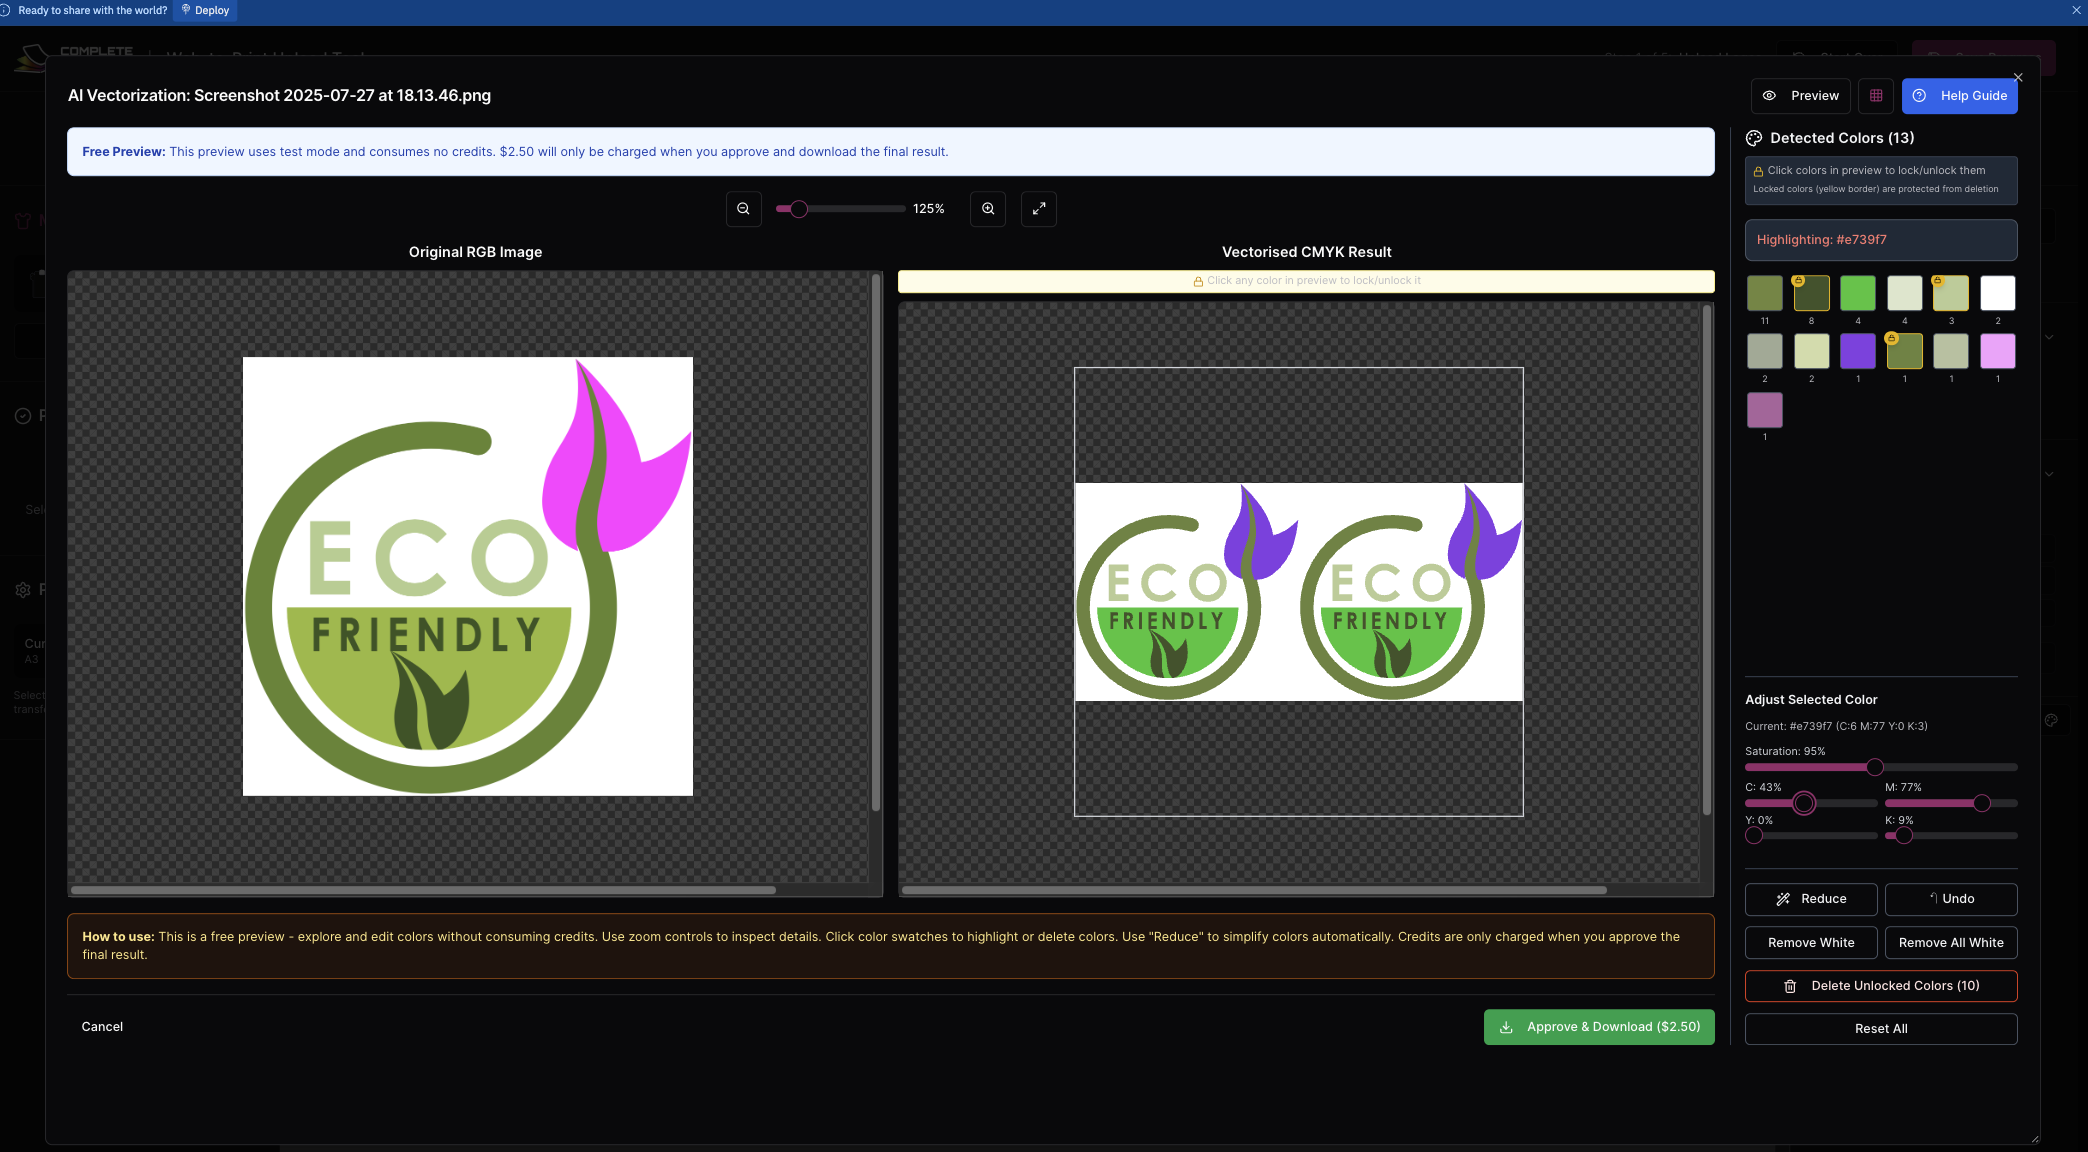 Ready to share with the world? Deploy
COMPLETE
AI Vectorization: Screenshot 2025-07-27 at 18.13.46.png
Preview
Help Guide
Free Preview: This preview uses test mode and consumes no credits. $2.50 will only be charged when you approve and download the final result.
125%
Original RGB Image
Vectorised CMYK Result
Click any color in preview to lock/unlock it
ECO
FRIENDLY
ECO
FRIENDLY
ECO
FRIENDLY
How to use: This is a free preview - explore and edit colors without consuming credits. Use zoom controls to inspect details. Click color swatches to highlight or delete colors. Use "Reduce" to simplify colors automatically. Credits are only charged when you approve the
final result.
Cancel
Approve & Download ($2.50)
Detected Colors (13)
Click colors in preview to lock/unlock them
Locked colors (yellow border) are protected from deletion
Highlighting: #e739f7
11 8 4 4 3 2
2 2 1 1 1 1
1
Adjust Selected Color
Current: #e739f7 (C:6 M:77 Y:0 K:3)
Saturation: 95%
C: 43% M: 77%
Y: 0% K: 9%
Reduce Undo
Remove White Remove All White
Delete Unlocked Colors (10)
Reset All
A3